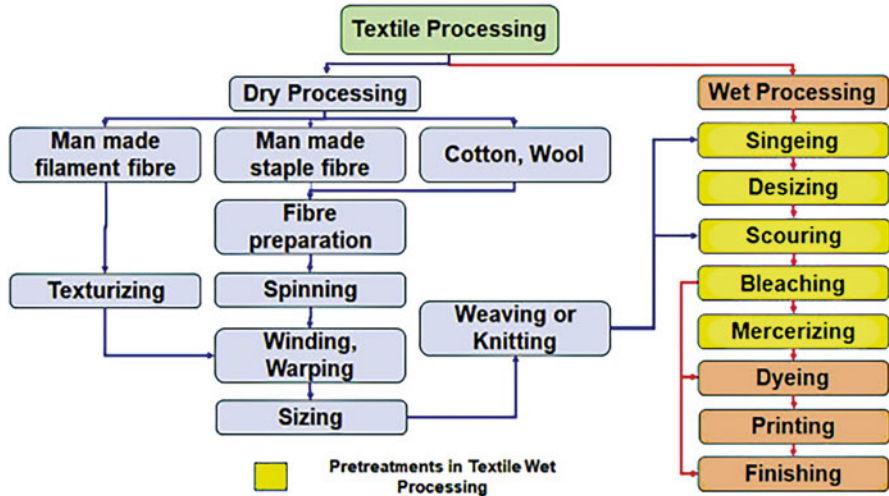 Textile Processing
Dry Processing
Wet Processing
Man made
filament fibre
Man made
staple fibre
Cotton, Wool
Singeing
Desizing
Fibre
preparation
Scouring
Texturizing
Spinning
Bleaching
Weaving or
Knitting
Winding,
Warping
Mercerizing
Dyeing
Sizing
Printing
Finishing
Pretreatments in Textile Wet
Processing